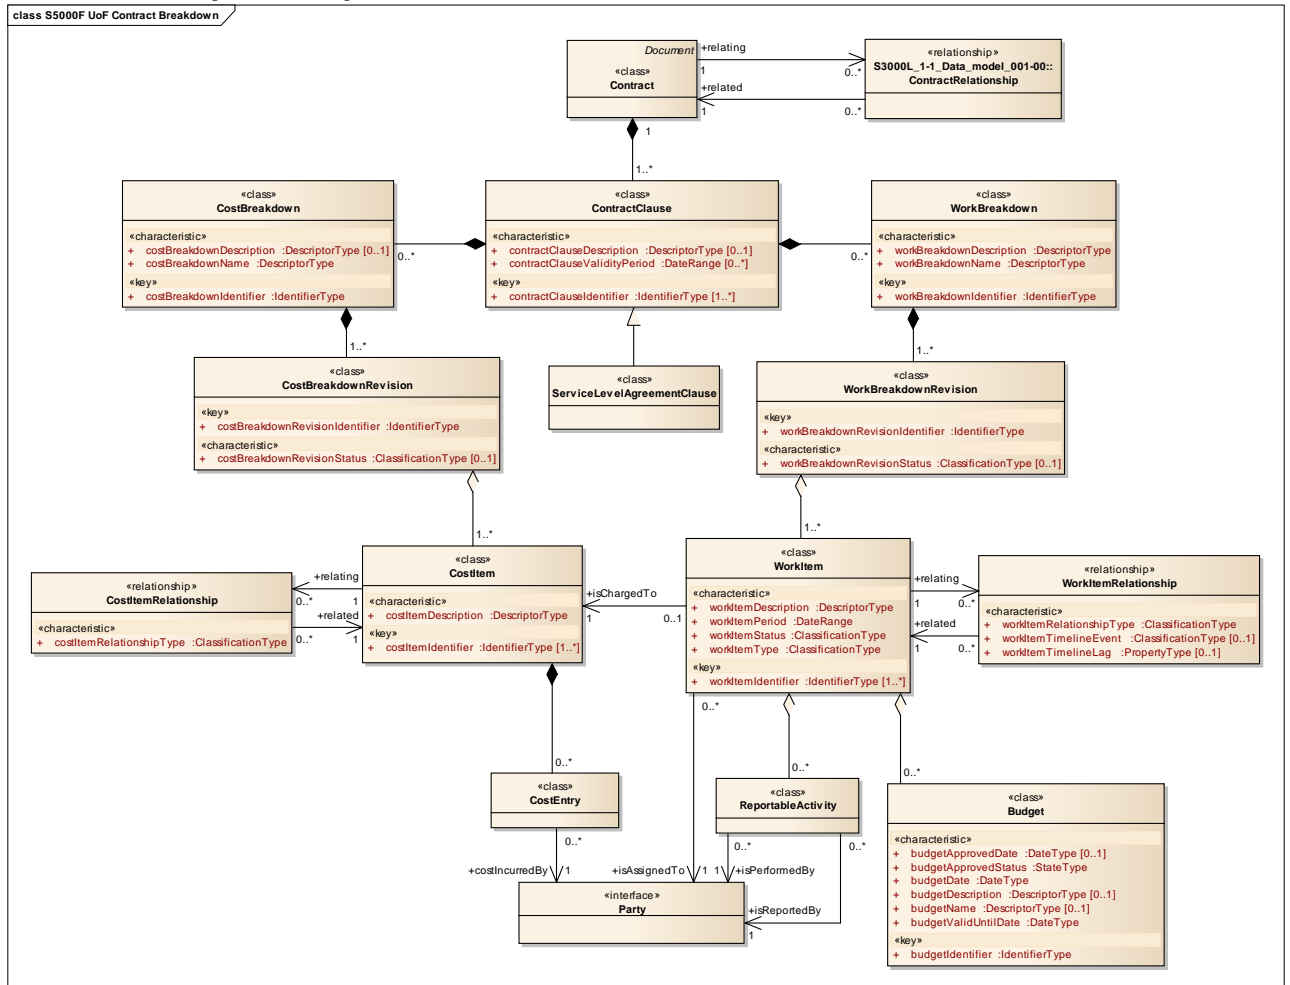 class S5000F UoF Contract Breakdown
Document
«class»
Contract
+relating
1
0..*
+related
1
0..*
«relationship»
S3000L_1-1_Data_model_001-00::
ContractRelationship
1
1..*
«class»
CostBreakdown
«characteristic»
+ costBreakdownDescription :DescriptorType [0..1]
+ costBreakdownName :DescriptorType
«key»
+ costBreakdownIdentifier :IdentifierType
0..*
«class»
ContractClause
«characteristic»
+ contractClauseDescription :DescriptorType [0..1]
+ contractClauseValidityPeriod :DateRange [0..*]
«key»
+ contractClauseIdentifier :IdentifierType [1..*]
0..*
«class»
WorkBreakdown
«characteristic»
+ workBreakdownDescription :DescriptorType
+ workBreakdownName :DescriptorType
«key»
+ workBreakdownIdentifier :IdentifierType
1..*
1..*
«class»
CostBreakdownRevision
«key»
+ costBreakdownRevisionIdentifier :IdentifierType
«characteristic»
+ costBreakdownRevisionStatus :ClassificationType [0..1]
«class»
ServiceLevelAgreementClause
«class»
WorkBreakdownRevision
«key»
+ workBreakdownRevisionIdentifier :IdentifierType
«characteristic»
+ workBreakdownRevisionStatus :ClassificationType [0..1]
1..*
1..*
«relationship»
CostItemRelationship
«characteristic»
+ costItemRelationshipType :ClassificationType
+relating
0..*
1
+related
0..*
1
«class»
CostItem
«characteristic»
+ costItemDescription :DescriptorType
«key»
+ costItemIdentifier :IdentifierType [1..*]
+isChargedTo
1
0..1
«class»
WorkItem
«characteristic»
+ workItemDescription :DescriptorType
+ workItemPeriod :DateRange
+ workItemStatus :ClassificationType
+ workItemType :ClassificationType
«key»
+ workItemIdentifier :IdentifierType [1..*]
+relating
1
0..*
+related
1
0..*
«relationship»
WorkItemRelationship
«characteristic»
+ workItemRelationshipType :ClassificationType
+ workItemTimelineEvent :ClassificationType [0..1]
+ workItemTimelineLag :PropertyType [0..1]
0..*
0..*
0..*
0..*
«class»
CostEntry
«class»
ReportableActivity
«class»
Budget
«characteristic»
+ budgetApprovedDate :DateType [0..1]
+ budgetApprovedStatus :StateType
+ budgetDate :DateType
+ budgetDescription :DescriptorType [0..1]
+ budgetName :DescriptorType [0..1]
+ budgetValidUntilDate :DateType
«key»
+ budgetIdentifier :IdentifierType
0..*
0..*
0..*
+costIncurredBy
1
+isAssignedTo
1
1
+isPerformedBy
+isReportedBy
1
«interface»
Party